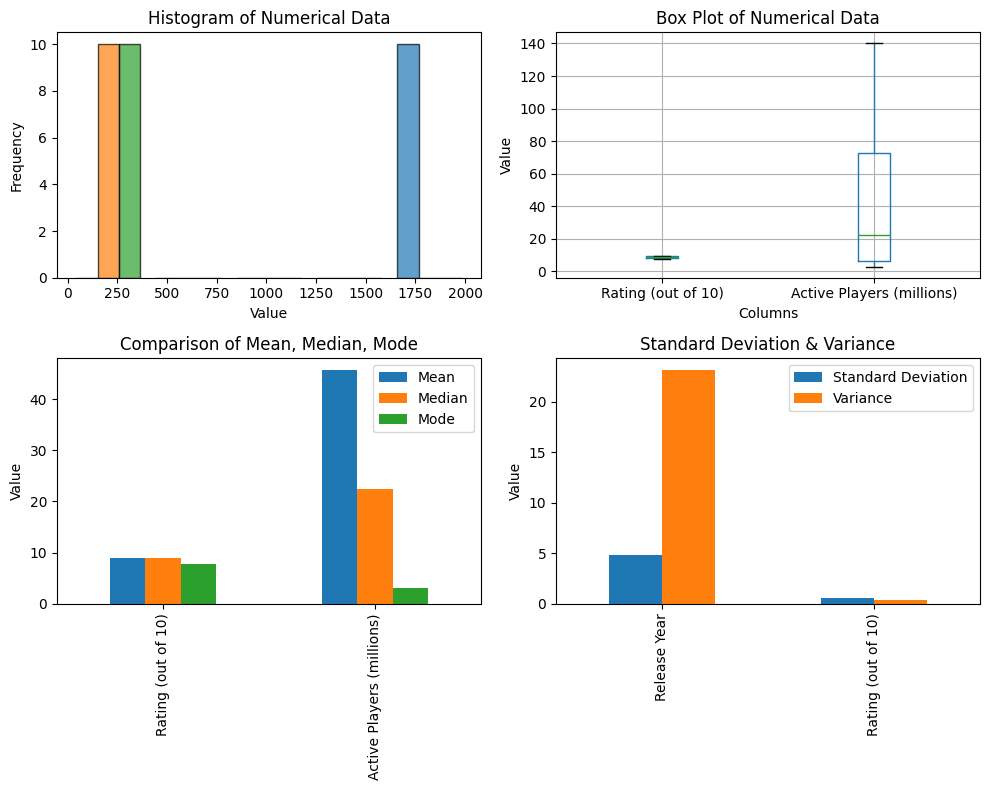 Histogram of Numerical Data
Frequency
10
8
6
4
2
0
0 250 500 750 1000 1250 1500 1750 2000
Value
Box Plot of Numerical Data
Value
140
120
100
80
60
40
20
0
Rating (out of 10) Active Players (millions)
Columns
Comparison of Mean, Median, Mode
Mean
Median
Mode
Value
40
30
20
10
0
Rating (out of 10)
Active Players (millions)
Standard Deviation & Variance
Standard Deviation
Variance
Value
20
15
10
5
0
Release Year
Rating (out of 10)